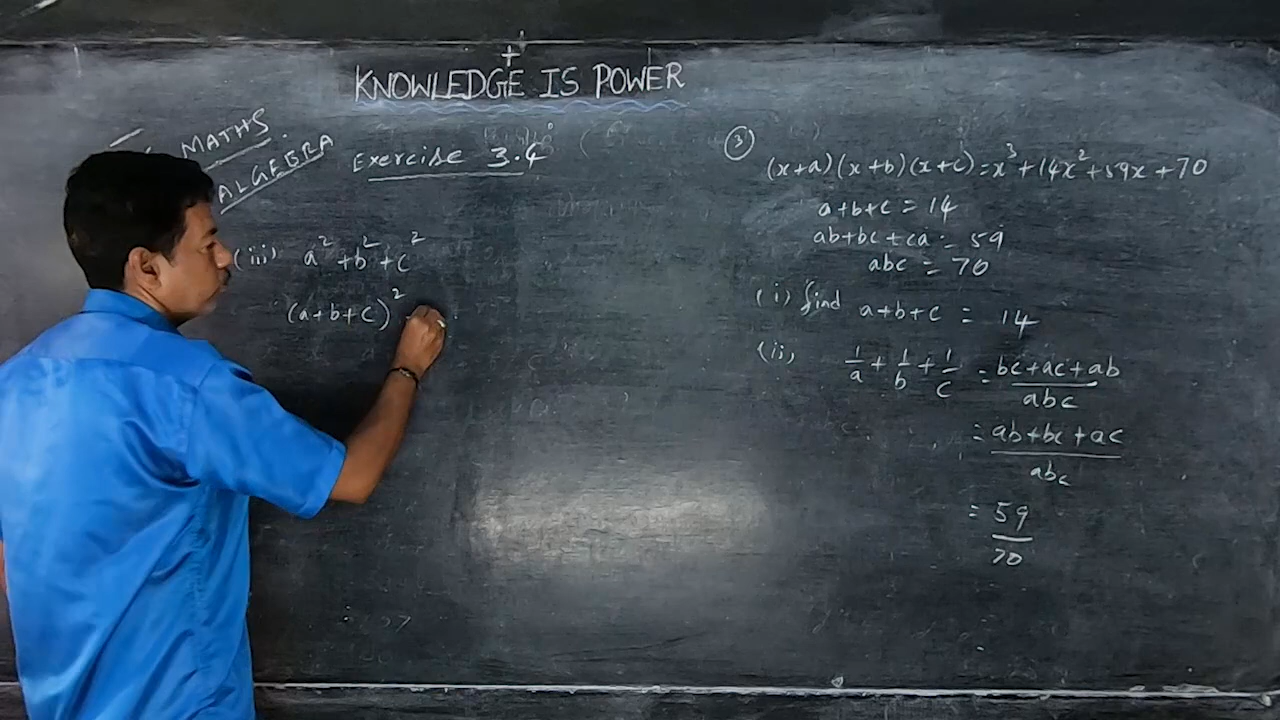 KNOWLEDGE IS POWER
MATHS
ALGEBRA
Exercise 3.4
(iii) a² + b² + c²
(a+b+c)²
③
(x+a)(x+b)(x+c)=x³+14x²+59x+70
a+b+c = 14
ab+bc+ca = 59
abc = 70
(i) find a+b+c = 14
(ii) 1/a + 1/b + 1/c = bc+ac+ab/abc
= ab+bc+ac/abc
= 59/70